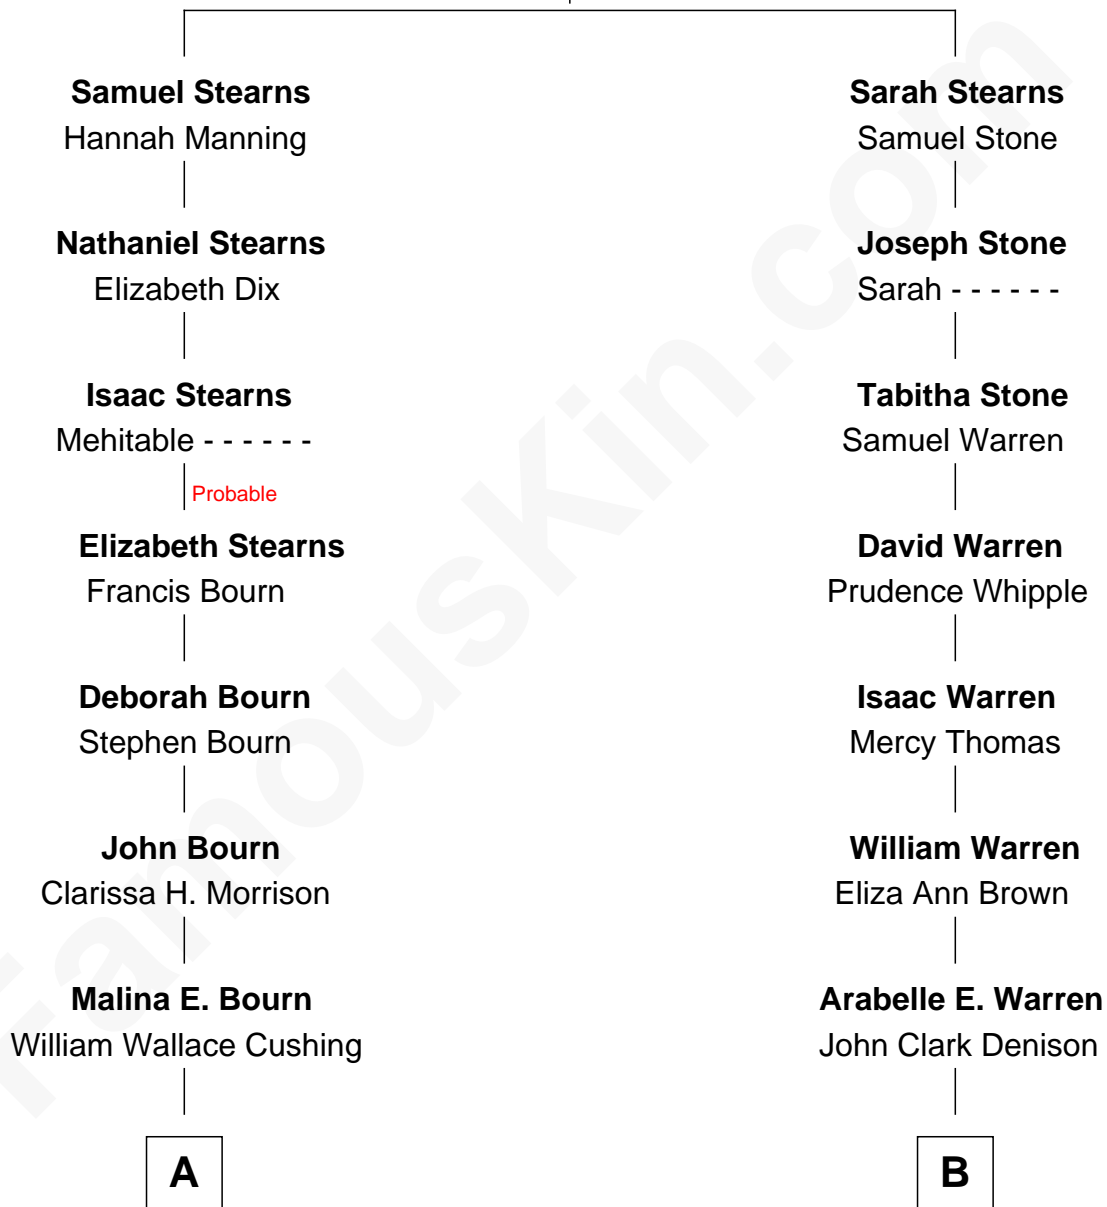 Samuel Stearns
Hannah Manning
Sarah Stearns
Samuel Stone
Nathaniel Stearns
Elizabeth Dix
Joseph Stone
Sarah - - - - - -
Isaac Stearns
Mehitable - - - - - -
Tabitha Stone
Samuel Warren
Probable
Elizabeth Stearns
Francis Bourn
David Warren
Prudence Whipple
Deborah Bourn
Stephen Bourn
Isaac Warren
Mercy Thomas
John Bourn
Clarissa H. Morrison
William Warren
Eliza Ann Brown
Malina E. Bourn
William Wallace Cushing
Arabelle E. Warren
John Clark Denison
A
B
FamousKin.com